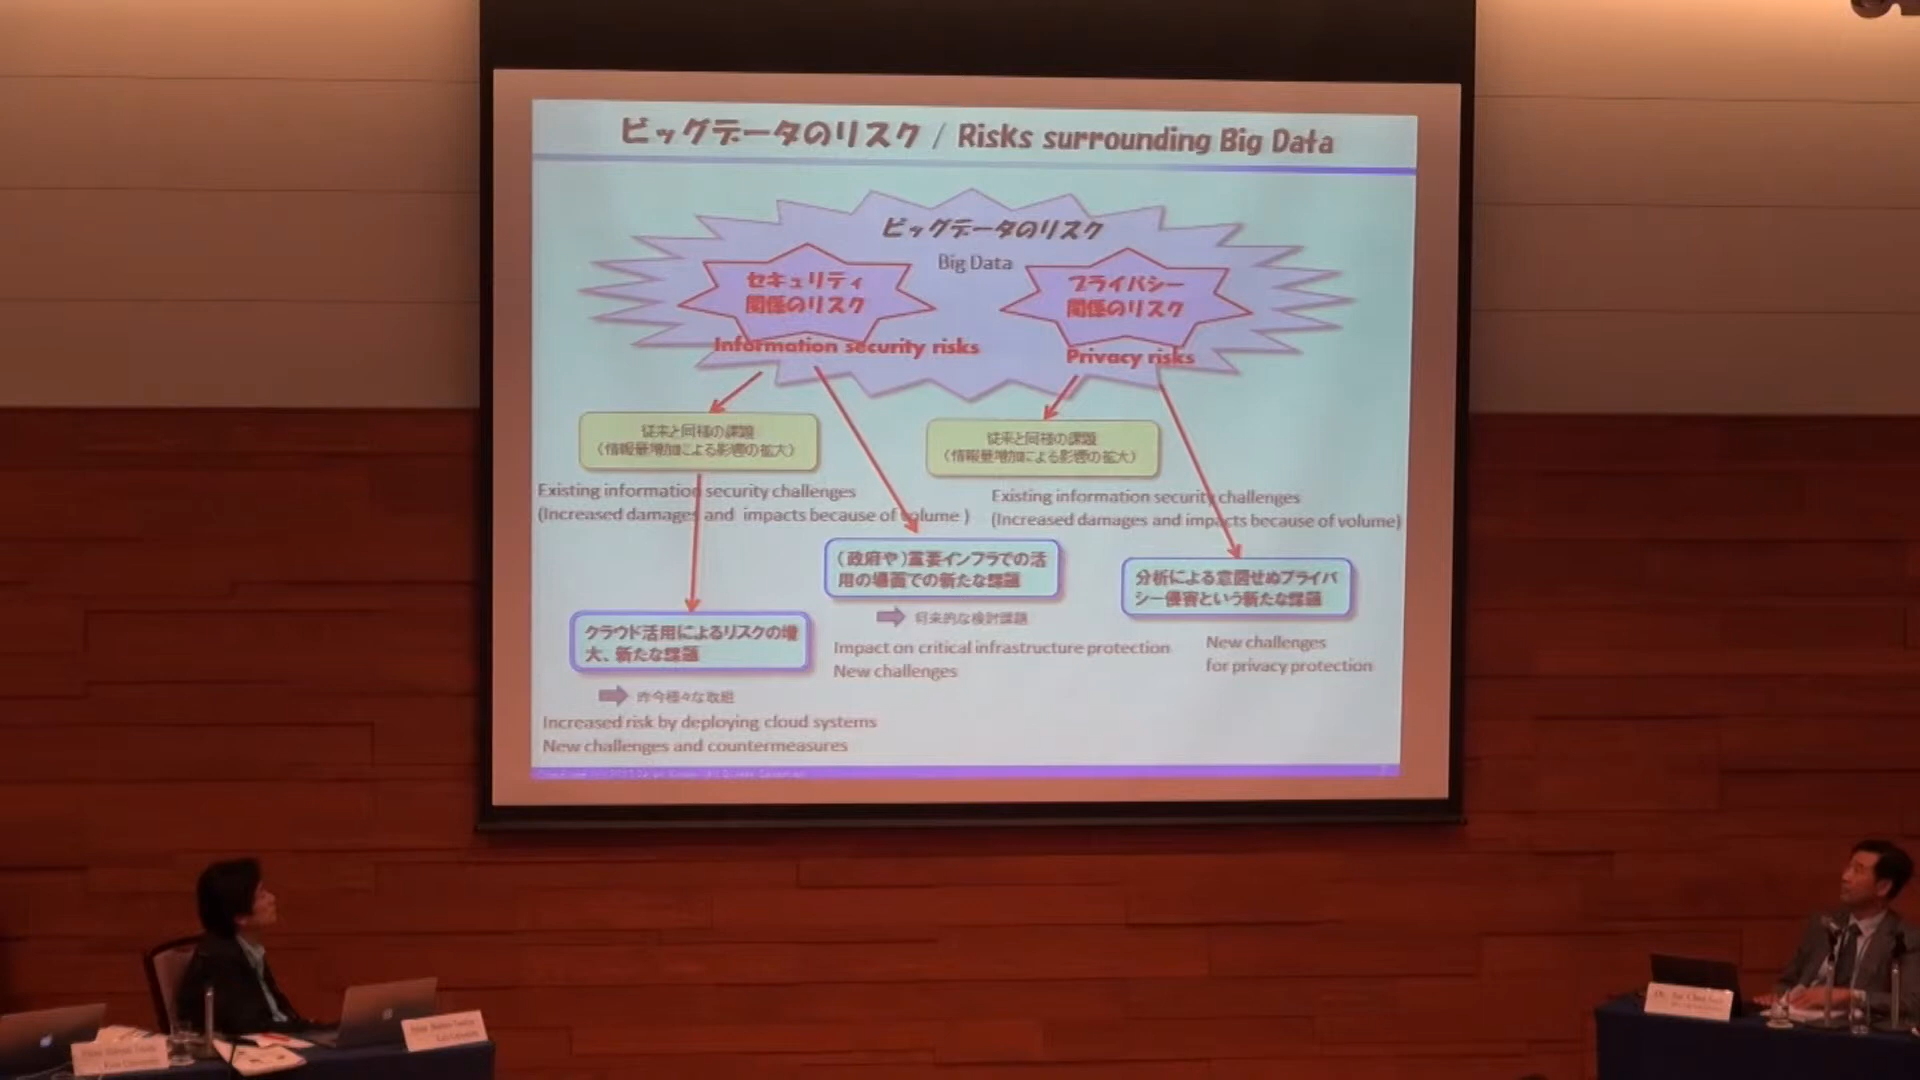 ビッグデータのリスク / Risks surrounding Big Data
ビッグデータのリスク
Big Data
セキュリティ
関係のリスク
Information security risks
プライバシー
関係のリスク
Privacy risks
従来と同種の課題
（情報量増加による影響の拡大）
Existing information security challenges
(Increased damages and impacts because of volume )
従来と同種の課題
（情報量増加による影響の拡大）
Existing information security challenges
(Increased damages and impacts because of volume)
（政府や）重要インフラでの活
用の場面での新たな課題
将来的な検討課題
Impact on critical infrastructure protection
New challenges
分析による意図せぬプライバ
シー侵害という新たな課題
New challenges
for privacy protection
クラウド活用によるリスクの増
大、新たな課題
昨今種々な取組
Increased risk by deploying cloud systems
New challenges and countermeasures